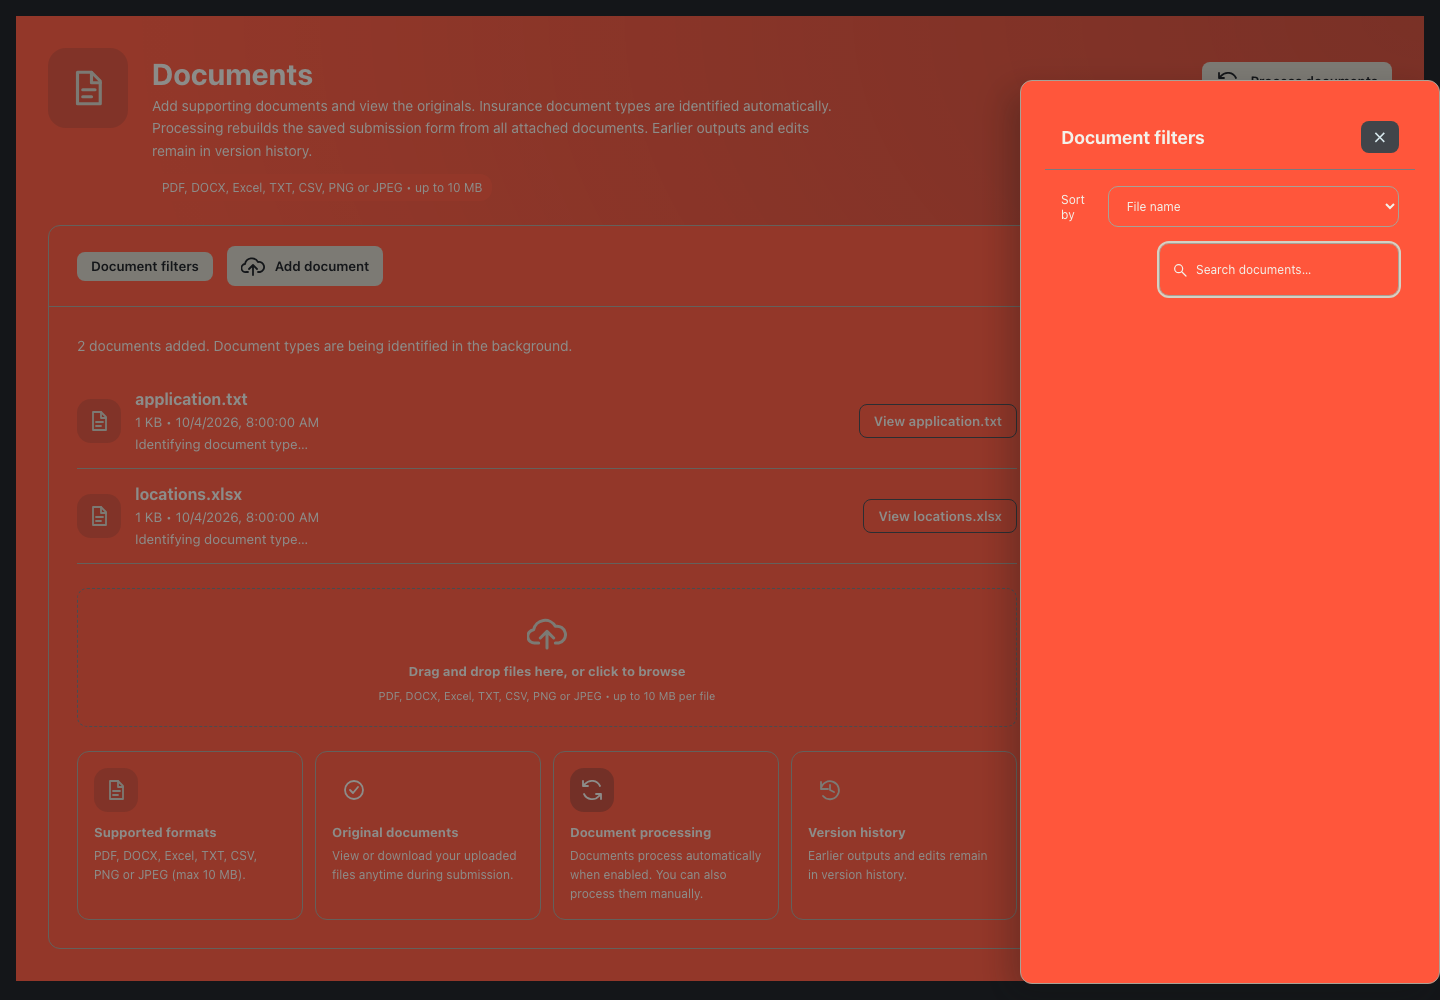 Documents
Add supporting documents and view the originals. Insurance document types are identified automatically.
Processing rebuilds the saved submission form from all attached documents. Earlier outputs and edits
remain in version history.
PDF, DOCX, Excel, TXT, CSV, PNG or JPEG • up to 10 MB
Process documents
Document filters
Add document
2 documents added. Document types are being identified in the background.
application.txt
1 KB • 10/4/2026, 8:00:00 AM
Identifying document type...
View application.txt
locations.xlsx
1 KB • 10/4/2026, 8:00:00 AM
Identifying document type...
View locations.xlsx
Drag and drop files here, or click to browse
PDF, DOCX, Excel, TXT, CSV, PNG or JPEG • up to 10 MB per file
Supported formats
PDF, DOCX, Excel, TXT, CSV,
PNG or JPEG (max 10 MB).
Original documents
View or download your uploaded
files anytime during submission.
Document processing
Documents process automatically
when enabled. You can also
process them manually.
Version history
Earlier outputs and edits remain
in version history.
Document filters
Sort
by
File name
Search documents...